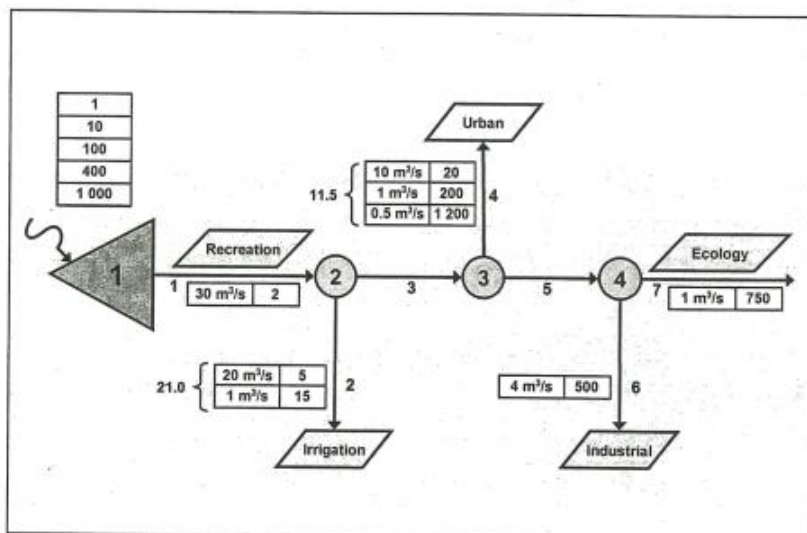 1
10
100
400
1 000
Urban
11.5
10 m³/s 20
1 m³/s 200
0.5 m³/s 1 200
4
Recreation
Ecology
1
2
3
4
1
3
5
7
30 m³/s 2
1 m³/s 750
21.0
20 m³/s 5
1 m³/s 15
2
4 m³/s 500
6
Irrigation
Industrial